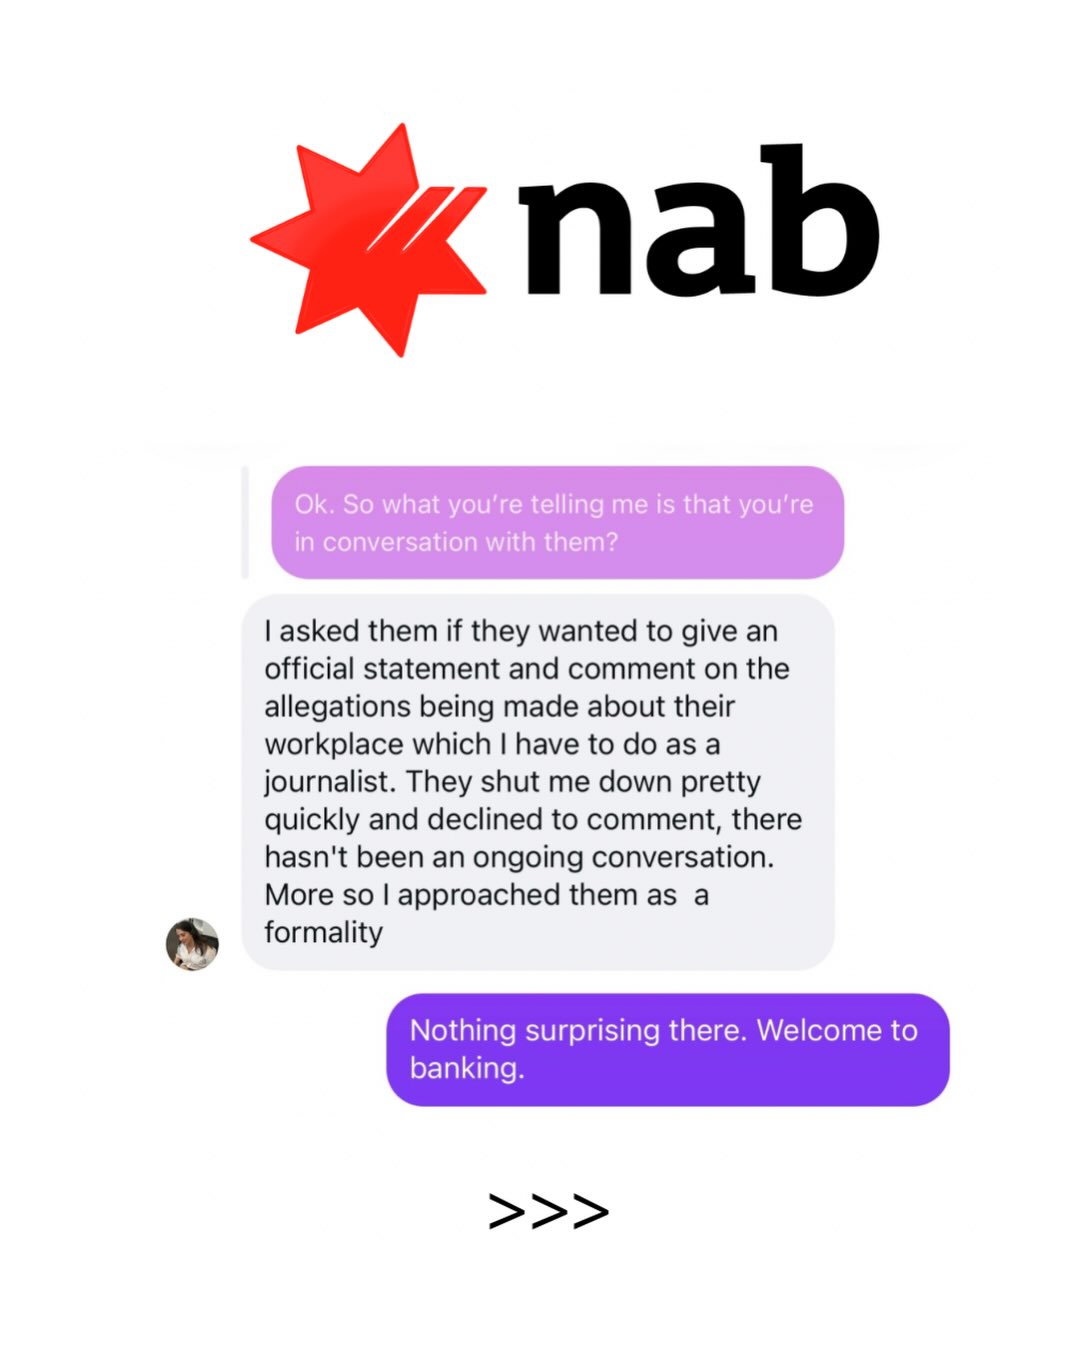 nab
Ok. So what you’re telling me is that you’re
in conversation with them?
I asked them if they wanted to give an
official statement and comment on the
allegations being made about their
workplace which I have to do as a
journalist. They shut me down pretty
quickly and declined to comment, there
hasn't been an ongoing conversation.
More so I approached them as  a
formality
Nothing surprising there. Welcome to
banking.
>>>